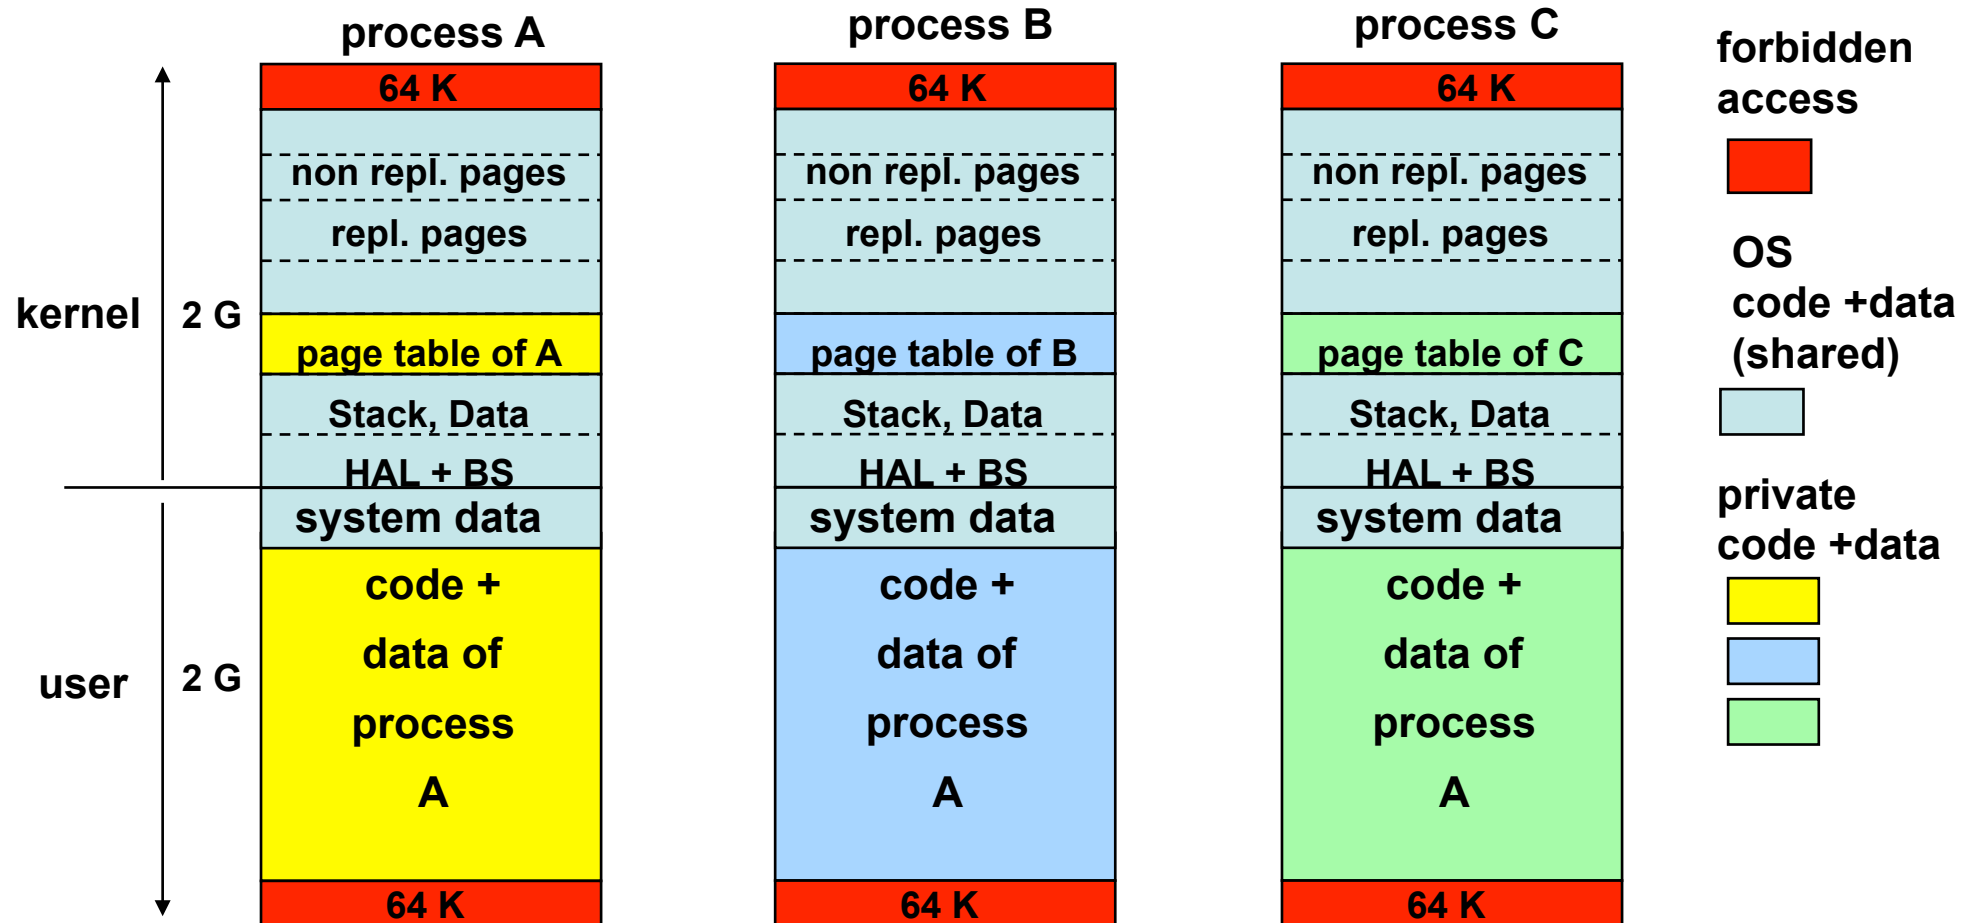 process A
process B
process C
forbidden
access
64 K
64 K
64 K
non repl. pages
non repl. pages
non repl. pages
repl. pages
repl. pages
repl. pages
OS
code +data
(shared)
kernel
2 G
page table of A
page table of B
page table of C
Stack, Data
Stack, Data
Stack, Data
HAL + BS
HAL + BS
HAL + BS
system data
system data
system data
private
code +data
user
2 G
code +
data of
process
A
code +
data of
process
A
code +
data of
process
A
64 K
64 K
64 K